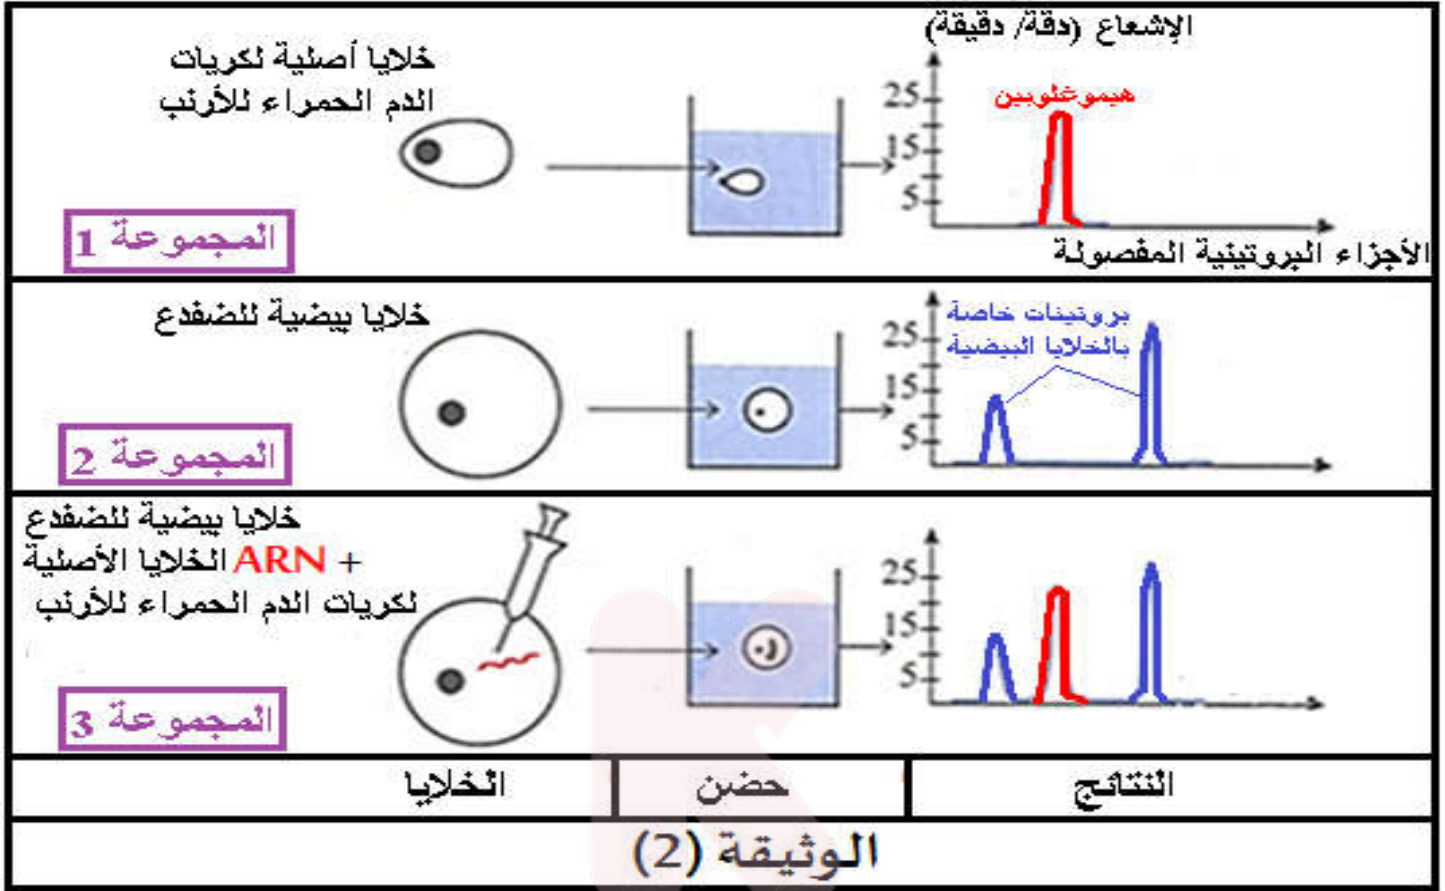 خلايا أصلية لكريات
الدم الحمراء للأرنب
المجموعة 1
الإشعاع (دقة/ دقيقة)
هيموغلوبين
25
15
5
الأجزاء البروتينية المفصولة
خلايا بيضية للضفدع
المجموعة 2
بروتينات خاصة
بالخلايا البيضية
25
15
5
خلايا بيضية للضفدع
+ ARN الخلايا الأصلية
لكريات الدم الحمراء للأرنب
المجموعة 3
25
15
5
الخلايا
حضن
النتائج
الوثيقة (2)